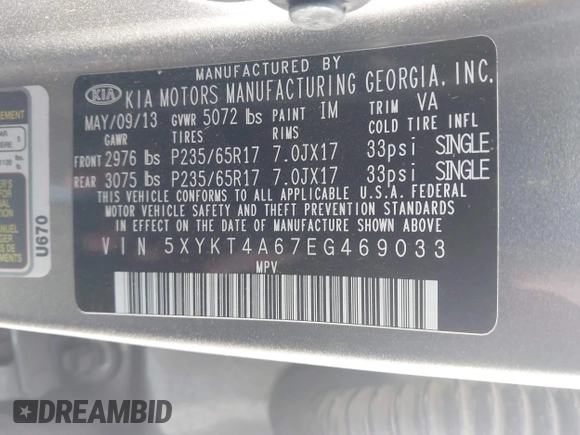 MANUFACTURED BY
KIA KIA MOTORS MANUFACTURING GEORGIA, INC.
MAY/09/13 GVWR 5072 lbs PAINT IM TRIM VA
GAWR TIRES RIMS COLD TIRE INFL
FRONT 2976 lbs P235/65R17 7.0JX17 33psi SINGLE
REAR 3075 lbs P235/65R17 7.0JX17 33psi SINGLE
THIS VEHICLE CONFORMS TO ALL APPLICABLE U.S.A. FEDERAL
MOTOR VEHICLE SAFETY AND THEFT PREVENTION STANDARDS
IN EFFECT ON THE DATE OF MANUFACTURE SHOWN ABOVE.
VIN 5XYKT4A67EG469033
MPV
U670
DREAMBID